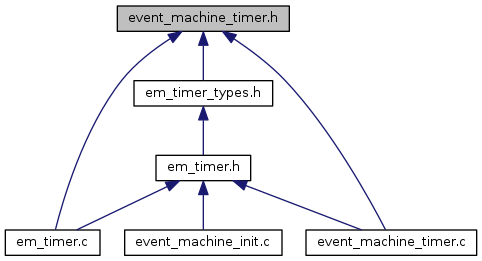 event_machine_timer.h
em_timer_types.h
em_timer.h
em_timer.c
event_machine_init.c
event_machine_timer.c